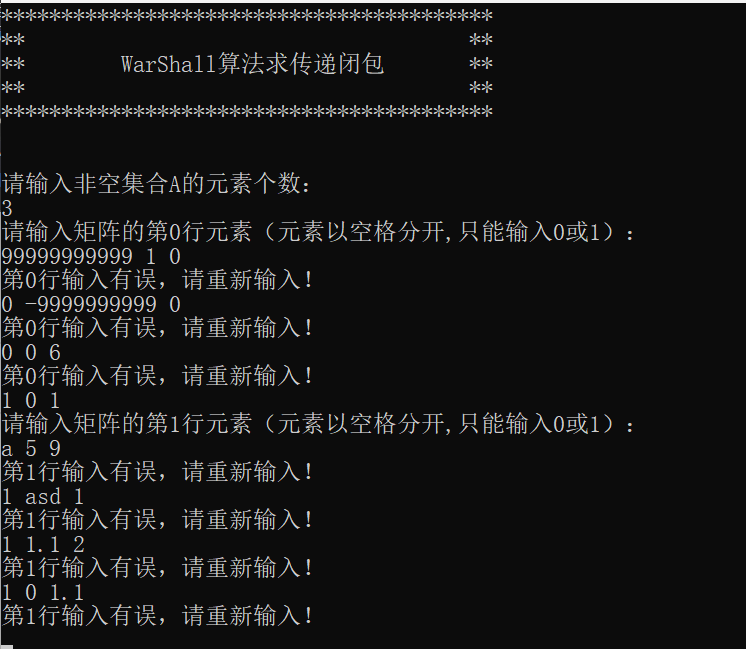 *****************************************
**                                     **
**        WarShall算法求传递闭包       **
**                                     **
*****************************************
请输入非空集合A的元素个数：
3
请输入矩阵的第0行元素（元素以空格分开,只能输入0或1）：
99999999999 1 0
第0行输入有误，请重新输入！
0 -9999999999 0
第0行输入有误，请重新输入！
0 0 6
第0行输入有误，请重新输入！
1 0 1
请输入矩阵的第1行元素（元素以空格分开,只能输入0或1）：
a 5 9
第1行输入有误，请重新输入！
1 asd 1
第1行输入有误，请重新输入！
1 1.1 2
第1行输入有误，请重新输入！
1 0 1.1
第1行输入有误，请重新输入！